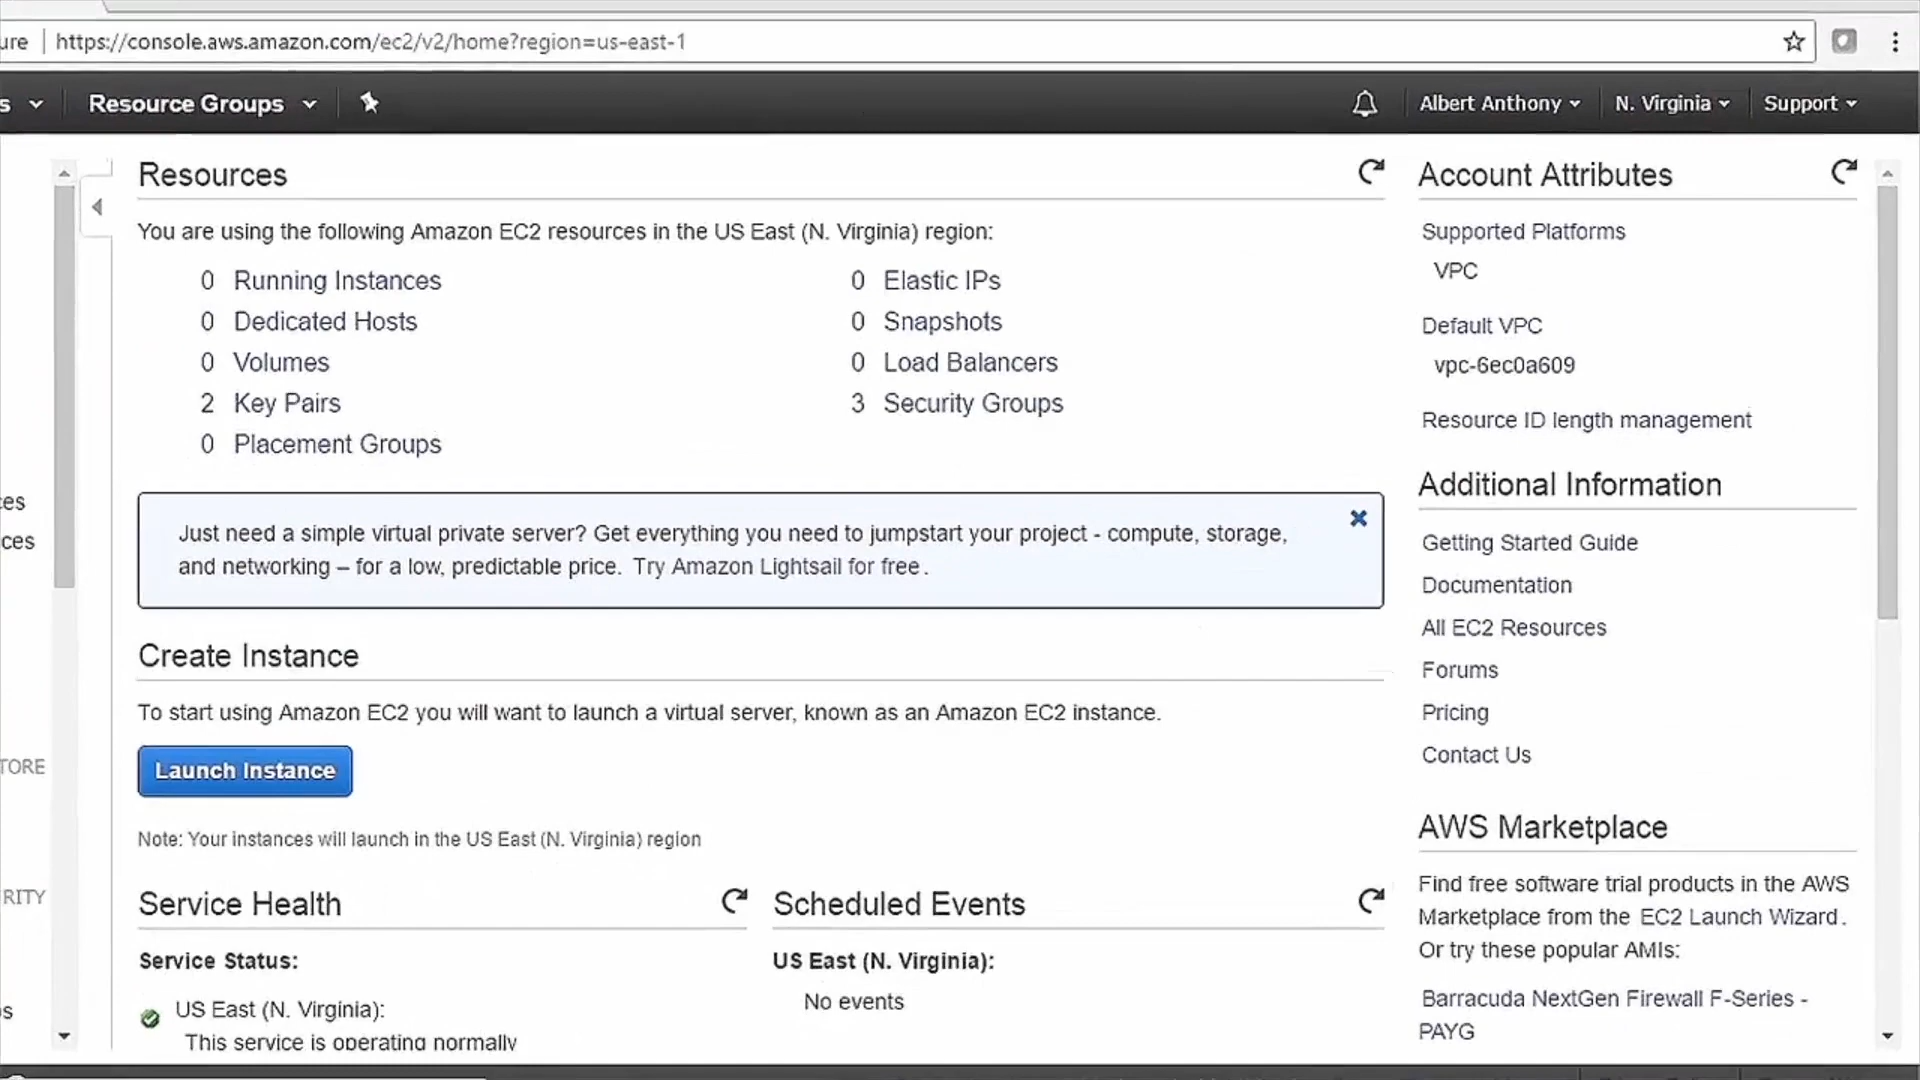 ure https://console.aws.amazon.com/ec2/v2/home?region=us-east-1
s Resource Groups Albert Anthony N. Virginia Support
Resources
You are using the following Amazon EC2 resources in the US East (N. Virginia) region:
0 Running Instances 0 Elastic IPs
0 Dedicated Hosts 0 Snapshots
0 Volumes 0 Load Balancers
2 Key Pairs 3 Security Groups
0 Placement Groups
Just need a simple virtual private server? Get everything you need to jumpstart your project - compute, storage,
and networking – for a low, predictable price. Try Amazon Lightsail for free.
Create Instance
To start using Amazon EC2 you will want to launch a virtual server, known as an Amazon EC2 instance.
Launch Instance
Note: Your instances will launch in the US East (N. Virginia) region
Service Health
Service Status:
US East (N. Virginia):
This service is operating normally
Scheduled Events
US East (N. Virginia):
No events
Account Attributes
Supported Platforms
VPC
Default VPC
vpc-6ec0a609
Resource ID length management
Additional Information
Getting Started Guide
Documentation
All EC2 Resources
Forums
Pricing
Contact Us
AWS Marketplace
Find free software trial products in the AWS
Marketplace from the EC2 Launch Wizard.
Or try these popular AMIs:
Barracuda NextGen Firewall F-Series -
PAYG
ces
ces
TORE
RITY
s